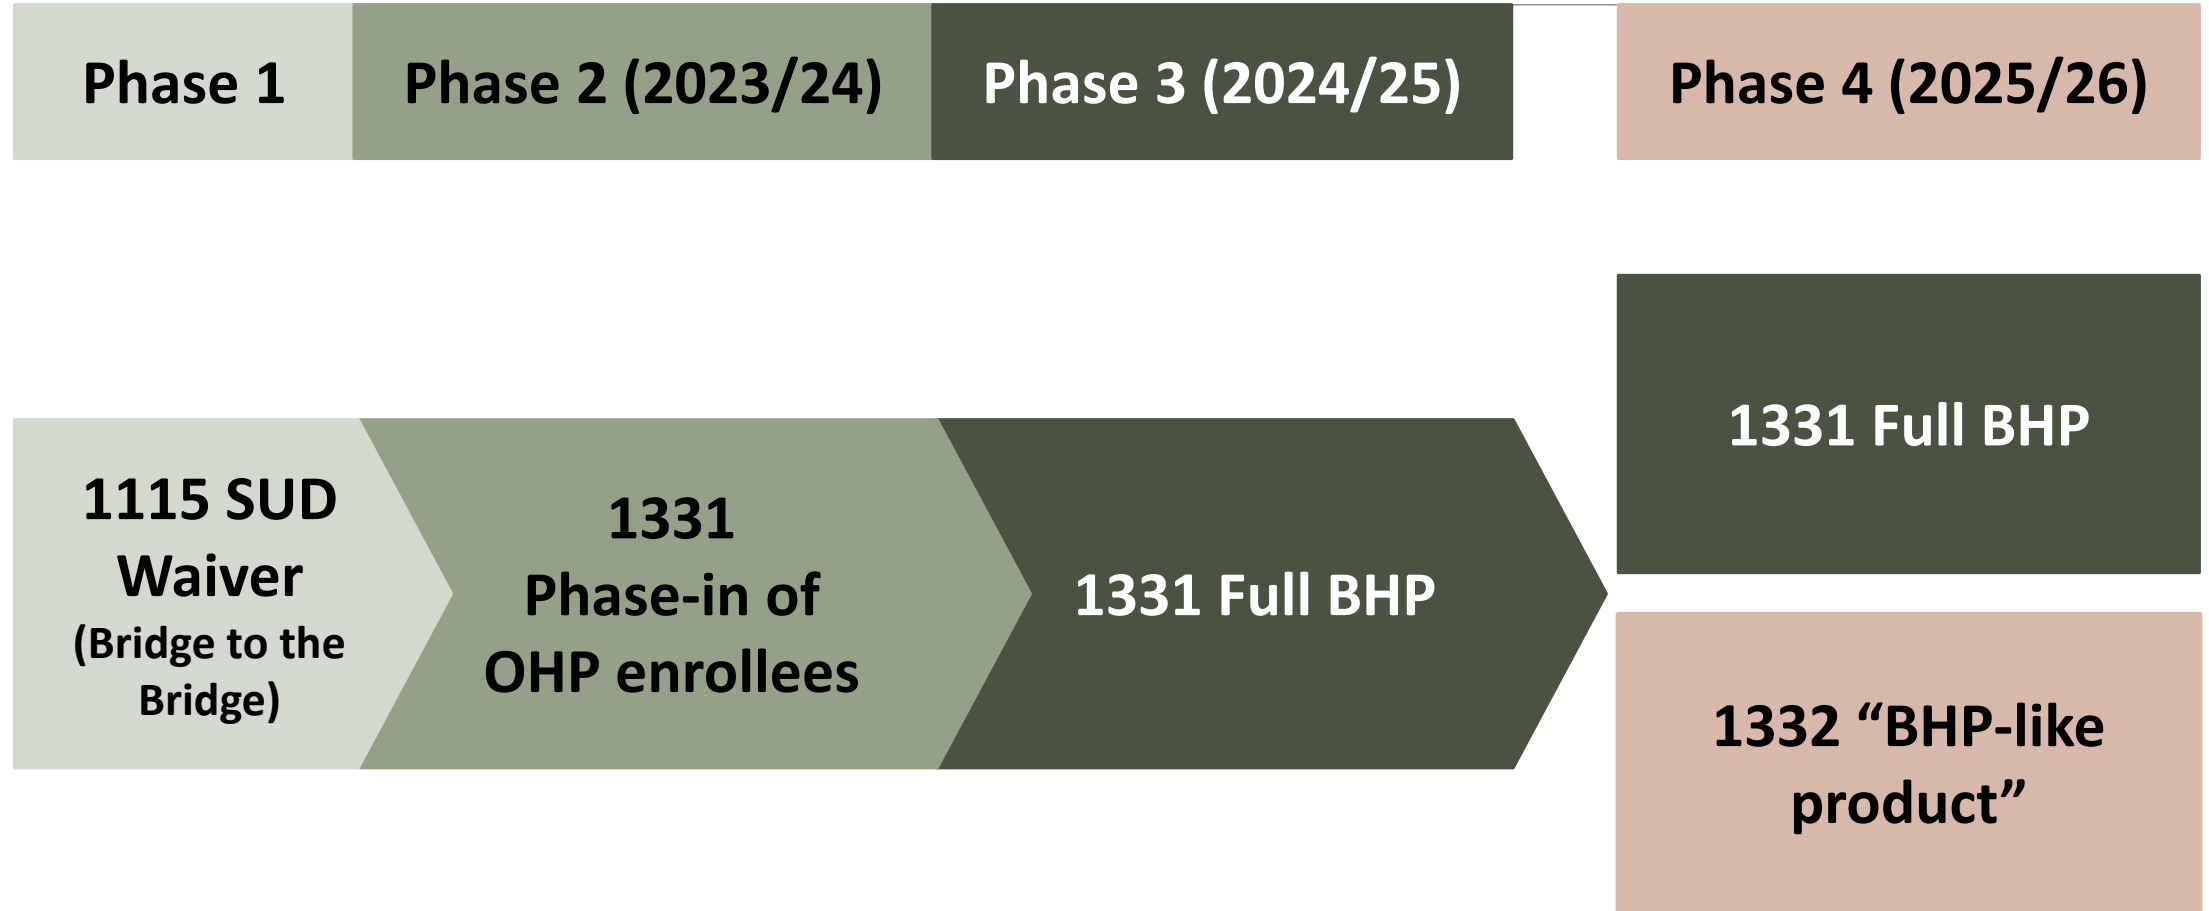 Phase 1
Phase 2 (2023/24)
Phase 3 (2024/25)
Phase 4 (2025/26)
1115 SUD
Waiver
(Bridge to the
Bridge)
1331
Phase-in of
OHP enrollees
1331 Full BHP
1331 Full BHP
1332 “BHP-like
product”